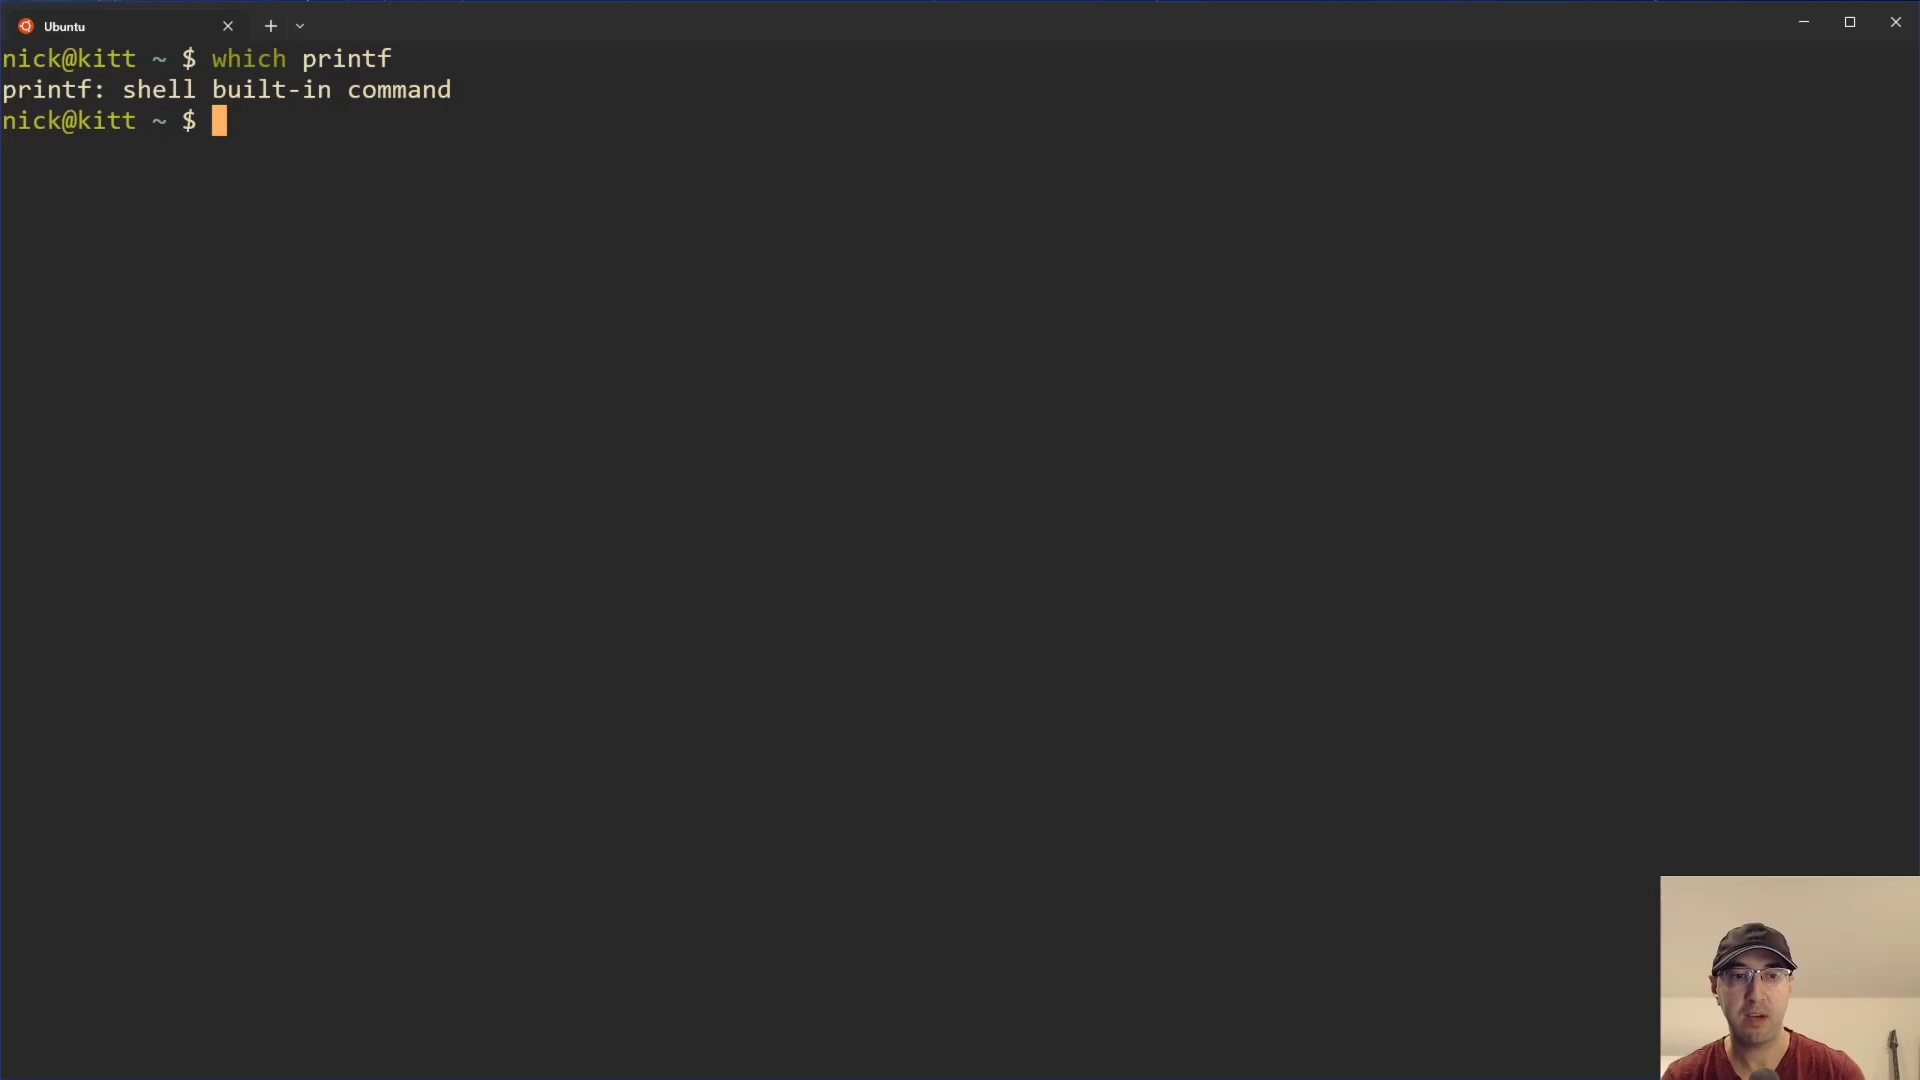 Ubuntu
nick@kitt ~ $ which printf
printf: shell built-in command
nick@kitt ~ $